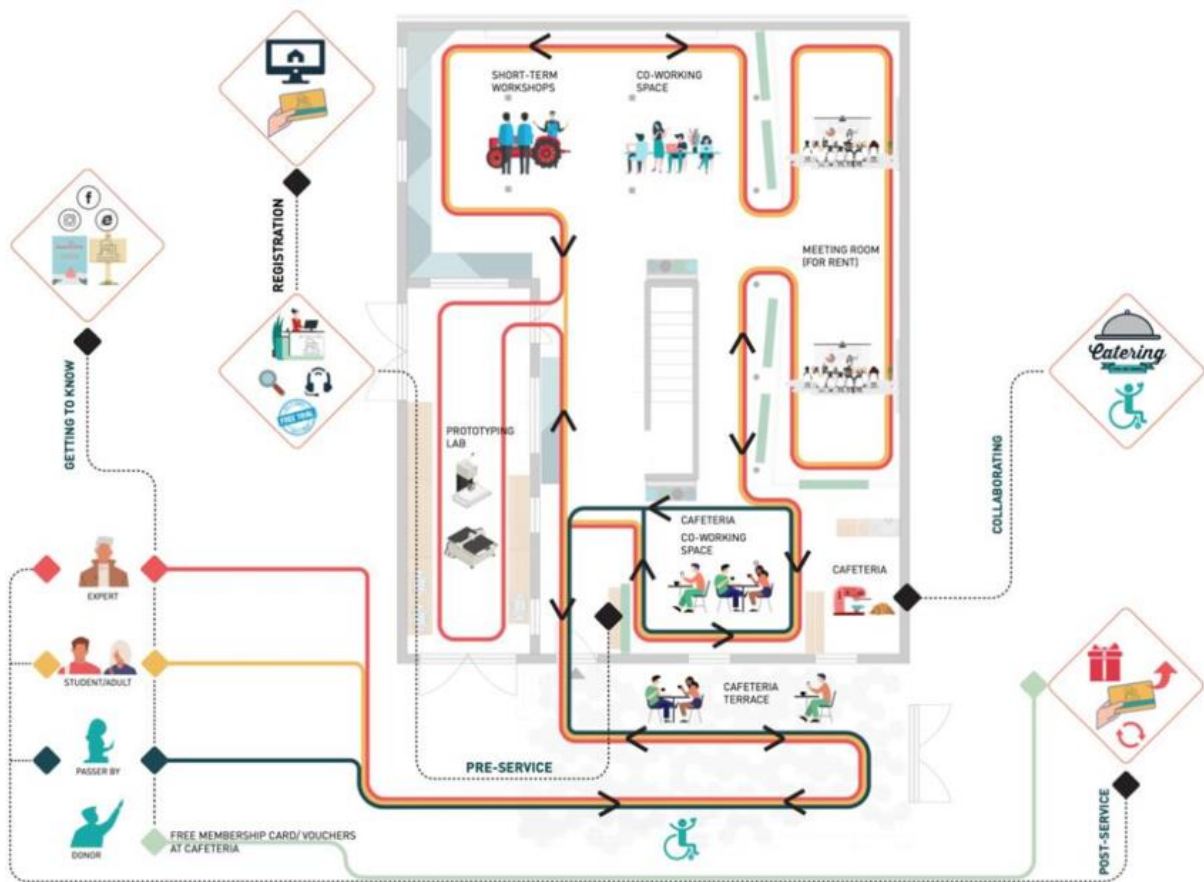 SHORT-TERM
WORKSHOPS
CO-WORKING
SPACE
REGISTRATION
MEETING ROOM
(FOR RENT)
GETTING TO KNOW
FREE TRIAL
Catering
PROTOTYPING
LAB
COLLABORATING
CAFETERIA
CO-WORKING
SPACE
CAFETERIA
EXPERT
STUDENT/ADULT
CAFETERIA
TERRACE
PRE-SERVICE
PASSER BY
POST-SERVICE
DONOR
FREE MEMBERSHIP CARD/ VOUCHERS
AT CAFETERIA